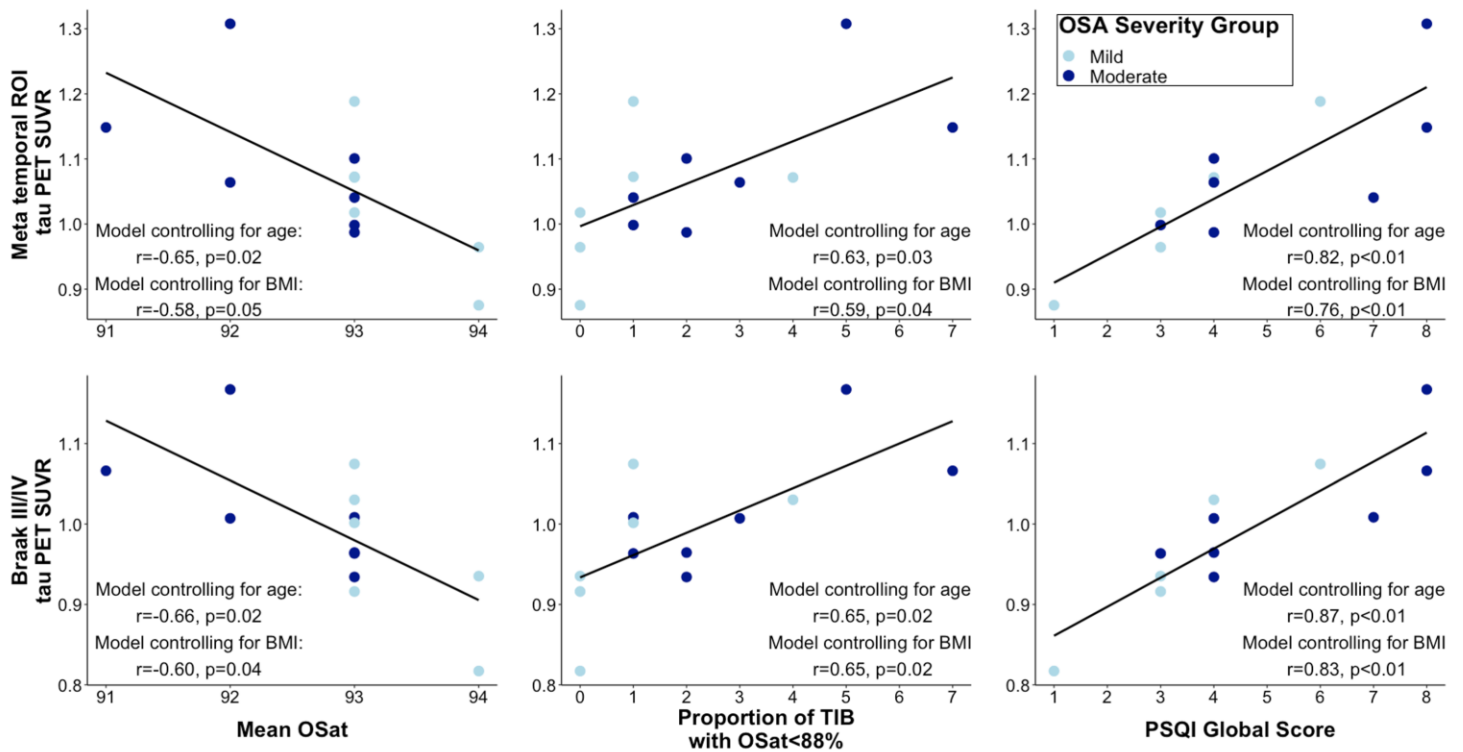 Meta temporal ROI
tau PET SUVR
1.3
1.2
1.1
1.0
0.9
Model controlling for age:
r=-0.65, p=0.02
Model controlling for BMI:
r=-0.58, p=0.05
91 92 93 94
1.3
1.2
1.1
1.0
0.9
Model controlling for age
r=0.63, p=0.03
Model controlling for BMI
r=0.59, p=0.04
0 1 2 3 4 5 6 7
OSA Severity Group
Mild
Moderate
1.3
1.2
1.1
1.0
0.9
Model controlling for age
r=0.82, p<0.01
Model controlling for BMI
r=0.76, p<0.01
1 2 3 4 5 6 7 8
Braak III/IV
tau PET SUVR
1.1
1.0
0.9
0.8
Model controlling for age:
r=-0.66, p=0.02
Model controlling for BMI:
r=-0.60, p=0.04
91 92 93 94
Mean OSat
1.1
1.0
0.9
0.8
Model controlling for age
r=0.65, p=0.02
Model controlling for BMI
r=0.65, p=0.02
0 1 2 3 4 5 6 7
Proportion of TIB
with OSat<88%
1.1
1.0
0.9
0.8
Model controlling for age
r=0.87, p<0.01
Model controlling for BMI
r=0.83, p<0.01
1 2 3 4 5 6 7 8
PSQI Global Score